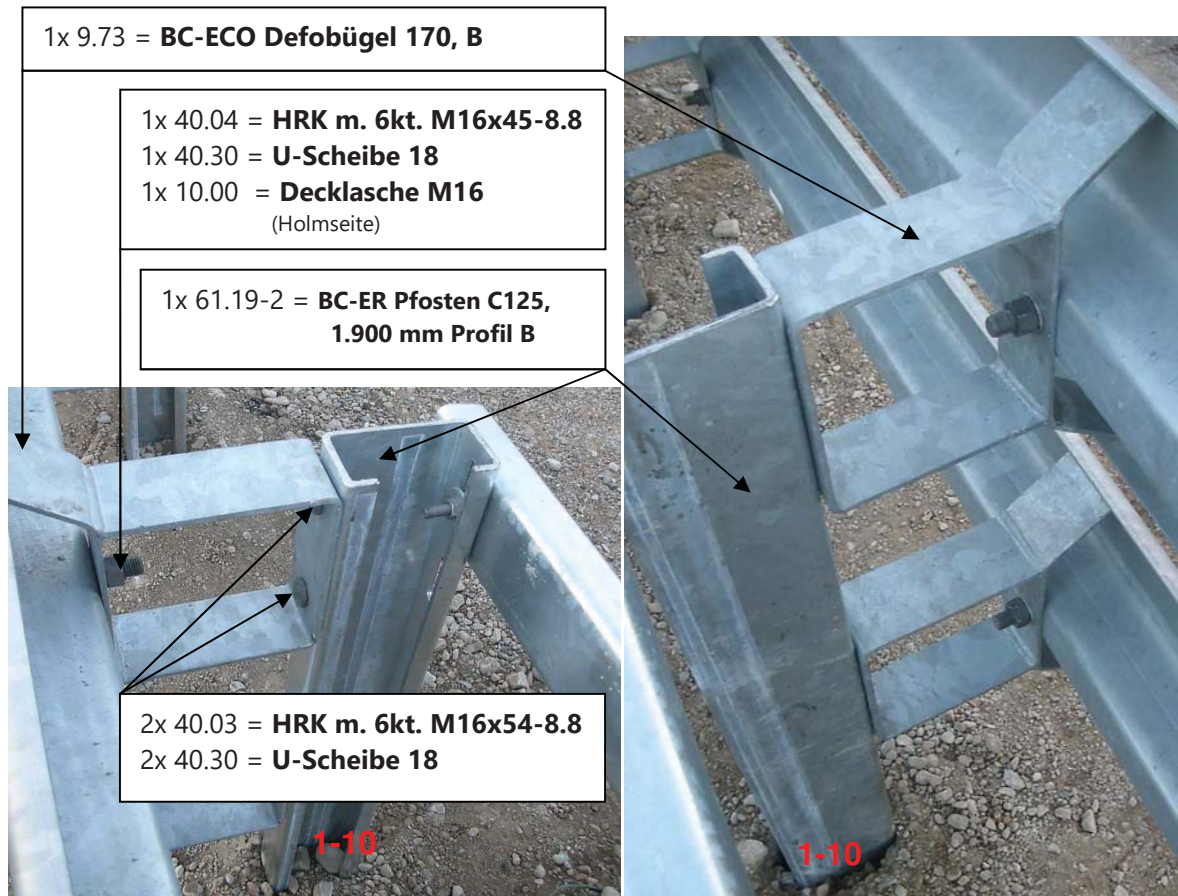 1x 9.73 = BC-ECO Defobügel 170, B
1x 40.04 = HRK m. 6kt. M16x45-8.8
1x 40.30 = U-Scheibe 18
1x 10.00 = Decklasche M16
(Holmseite)
1x 61.19-2 = BC-ER Pfosten C125,
1.900 mm Profil B
2x 40.03 = HRK m. 6kt. M16x54-8.8
2x 40.30 = U-Scheibe 18
1-10
1-10